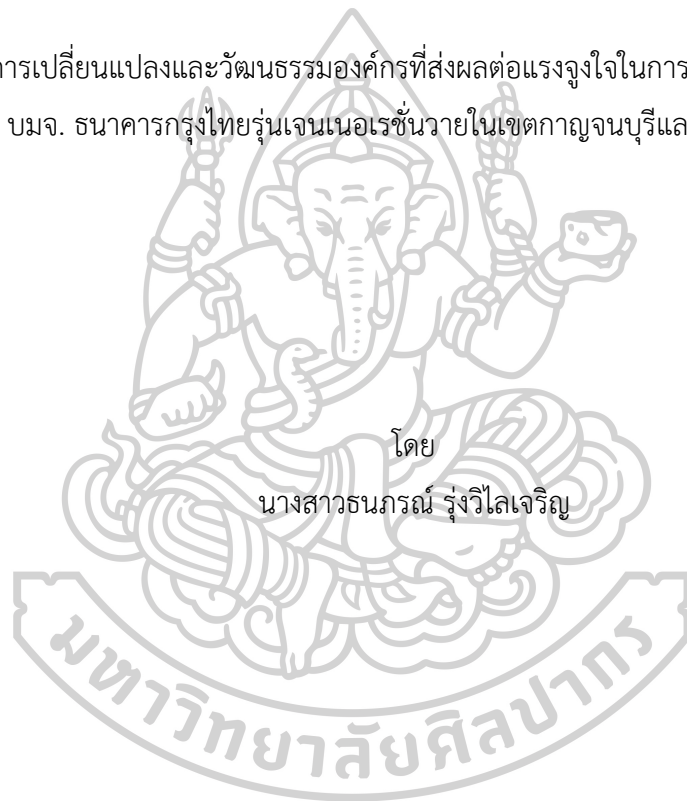 การเปลี่ยนแปลงและวัฒนธรรมองค์กรที่ส่งผลต่อแรงจูงใจในการ
บมจ. ธนาคารกรุงไทยรุ่นเจนเนอเรชั่นวายในเขตกาญจนบุรีแล
โดย
นางสาวธนภรณ์ รุ่งวิไลเจริญ
มหาวิทยาลัยศิลปากร